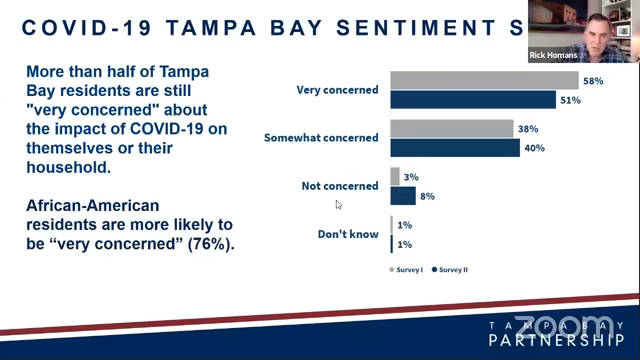 COVID-19 TAMPA BAY SENTIMENT S
Rick Homans
More than half of Tampa
Bay residents are still
"very concerned" about
the impact of COVID-19 on
themselves or their
household.
African-American
residents are more likely to
be “very concerned” (76%).
Very concerned
58%
51%
Somewhat concerned
38%
40%
Not concerned
3%
8%
Don't know
1%
1%
Survey I Survey II
zoom
TAMPA BAY
PARTNERSHIP